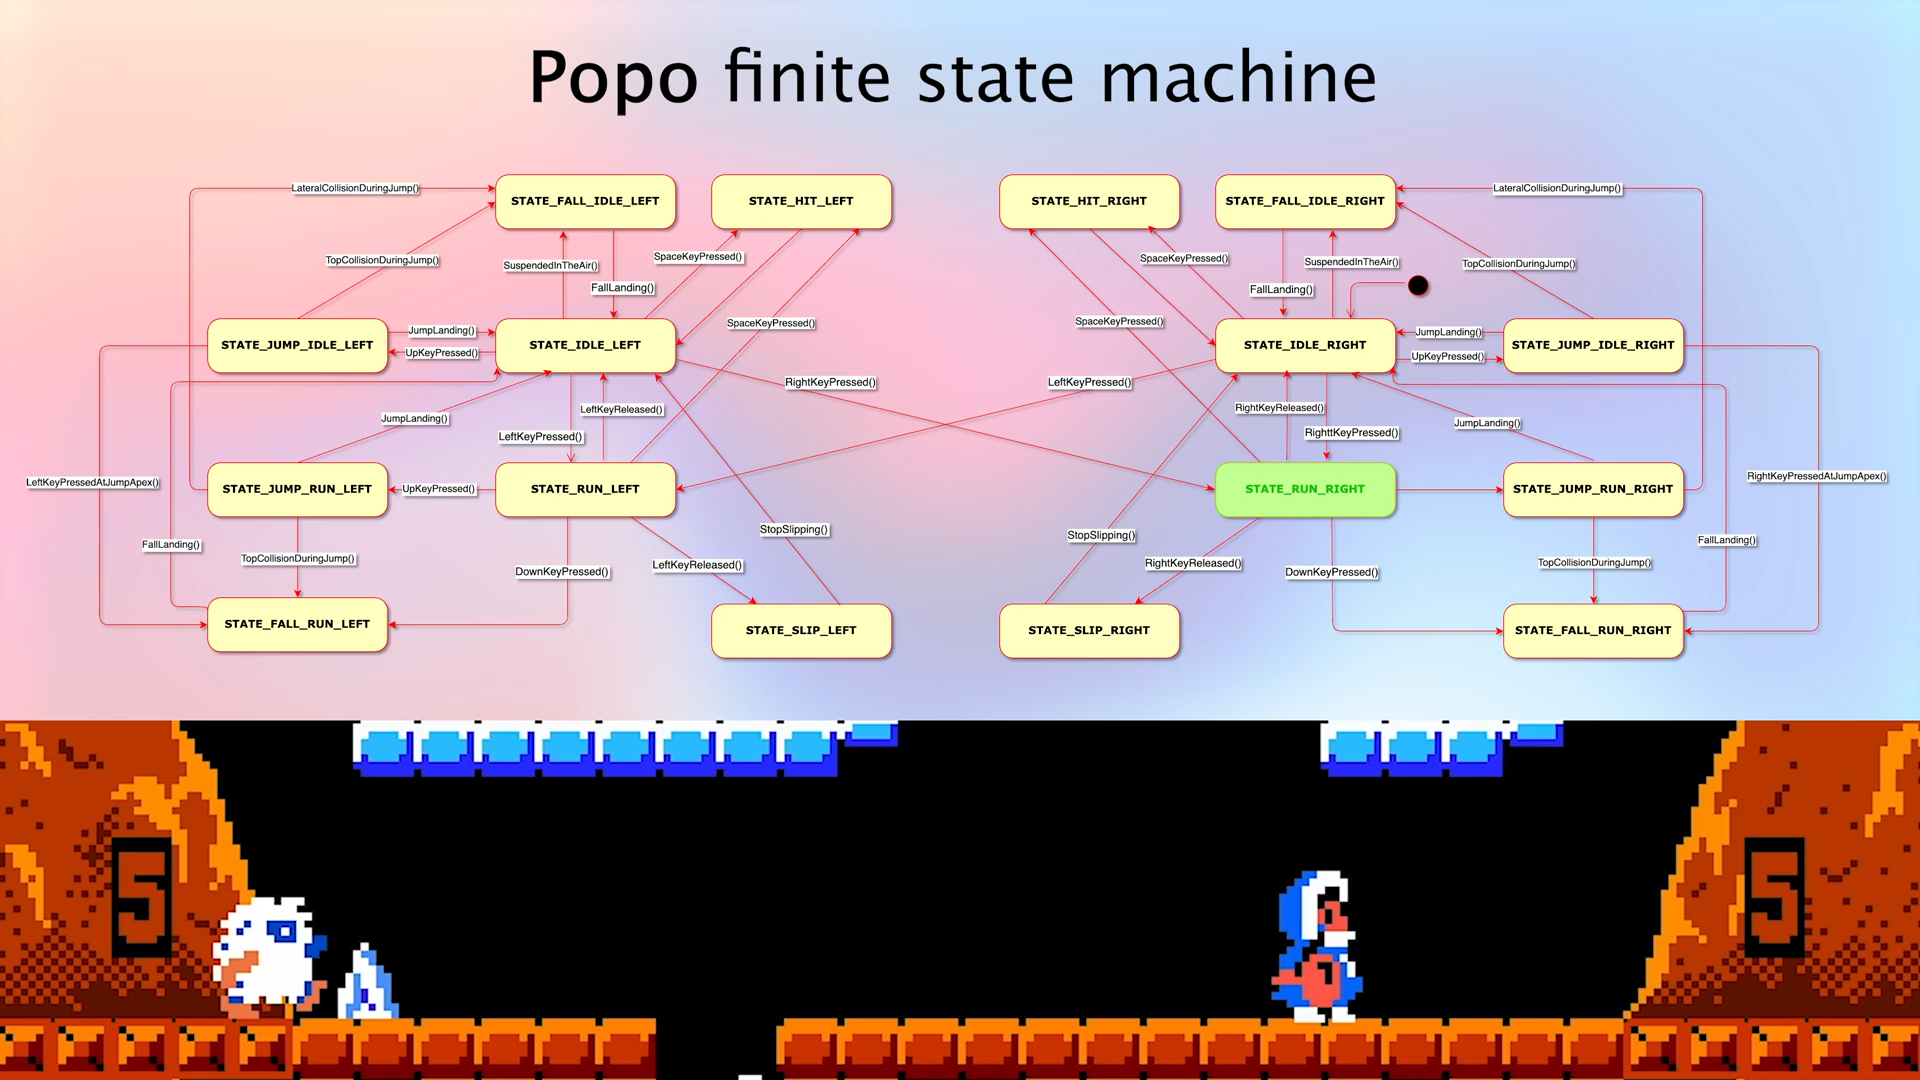 Popo finite state machine
LateralCollisionDuringJump()
STATE_FALL_IDLE_LEFT
STATE_HIT_LEFT
STATE_HIT_RIGHT
STATE_FALL_IDLE_RIGHT
LateralCollisionDuringJump()
TopCollisionDuringJump()
SuspendedInTheAir()
SpaceKeyPressed()
SpaceKeyPressed()
SuspendedInTheAir()
TopCollisionDuringJump()
FallLanding()
FallLanding()
SpaceKeyPressed()
SpaceKeyPressed()
STATE_JUMP_IDLE_LEFT
JumpLanding()
UpKeyPressed()
STATE_IDLE_LEFT
STATE_IDLE_RIGHT
JumpLanding()
UpKeyPressed()
STATE_JUMP_IDLE_RIGHT
RightKeyPressed()
LeftKeyPressed()
JumpLanding()
LeftKeyReleased()
RightKeyReleased()
JumpLanding()
LeftKeyPressed()
RighttKeyPressed()
LeftKeyPressedAtJumpApex()
STATE_JUMP_RUN_LEFT
UpKeyPressed()
STATE_RUN_LEFT
STATE_RUN_RIGHT
STATE_JUMP_RUN_RIGHT
RightKeyPressedAtJumpApex()
FallLanding()
TopCollisionDuringJump()
DownKeyPressed()
LeftKeyReleased()
StopSlipping()
StopSlipping()
RightKeyReleased()
DownKeyPressed()
TopCollisionDuringJump()
FallLanding()
STATE_FALL_RUN_LEFT
STATE_SLIP_LEFT
STATE_SLIP_RIGHT
STATE_FALL_RUN_RIGHT
5
5